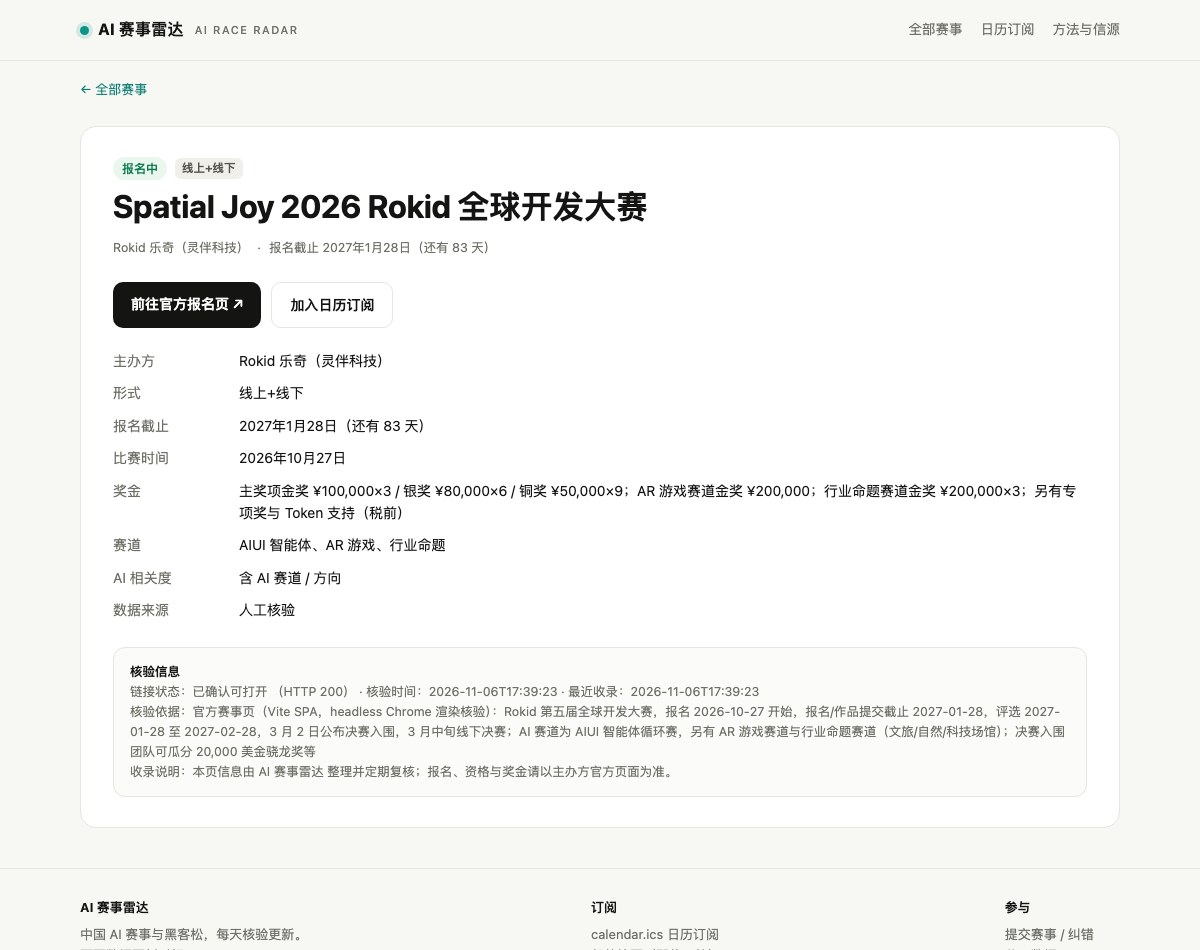 AI 赛事雷达 AI RACE RADAR 全部赛事 日历订阅 方法与信源
← 全部赛事
报名中 线上+线下
Spatial Joy 2026 Rokid 全球开发大赛
Rokid 乐奇（灵伴科技） · 报名截止 2027年1月28日（还有 83 天）
前往官方报名页 ↗ 加入日历订阅
主办方 Rokid 乐奇（灵伴科技）
形式 线上+线下
报名截止 2027年1月28日（还有 83 天）
比赛时间 2026年10月27日
奖金 主奖项金奖 ¥100,000×3 / 银奖 ¥80,000×6 / 铜奖 ¥50,000×9；AR 游戏赛道金奖 ¥200,000；行业命题赛道金奖 ¥200,000×3；另有专
项奖与 Token 支持（税前）
赛道 AIUI 智能体、AR 游戏、行业命题
AI 相关度 含 AI 赛道 / 方向
数据来源 人工核验
核验信息
链接状态：已确认可打开 （HTTP 200） · 核验时间：2026-11-06T17:39:23 · 最近收录：2026-11-06T17:39:23
核验依据：官方赛事页（Vite SPA，headless Chrome 渲染核验）：Rokid 第五届全球开发大赛，报名 2026-10-27 开始，报名/作品提交截止 2027-01-28，评选 2027-
01-28 至 2027-02-28，3 月 2 日公布决赛入围，3 月中旬线下决赛；AI 赛道为 AIUI 智能体循环赛，另有 AR 游戏赛道与行业命题赛道（文旅/自然/科技场馆）；决赛入围
团队可瓜分 20,000 美金骁龙奖等
收录说明：本页信息由 AI 赛事雷达 整理并定期复核；报名、资格与奖金请以主办方官方页面为准。
AI 赛事雷达 订阅 参与
中国 AI 赛事与黑客松，每天核验更新。 calendar.ics 日历订阅 提交赛事 / 纠错